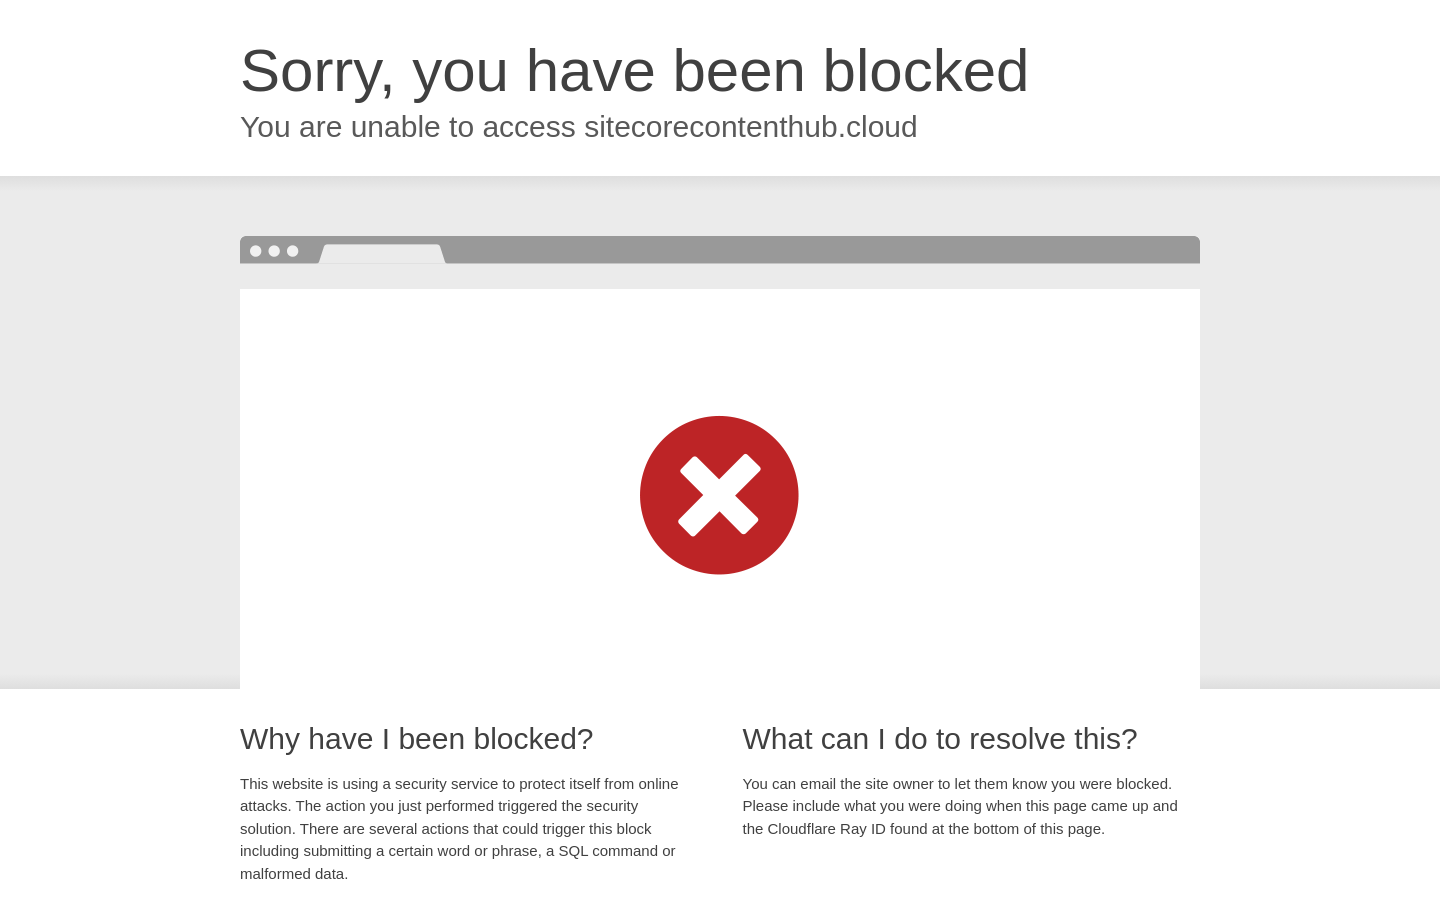 Sorry, you have been blocked
You are unable to access sitecorecontenthub.cloud
Why have I been blocked?
This website is using a security service to protect itself from online
attacks. The action you just performed triggered the security
solution. There are several actions that could trigger this block
including submitting a certain word or phrase, a SQL command or
malformed data.
What can I do to resolve this?
You can email the site owner to let them know you were blocked.
Please include what you were doing when this page came up and
the Cloudflare Ray ID found at the bottom of this page.